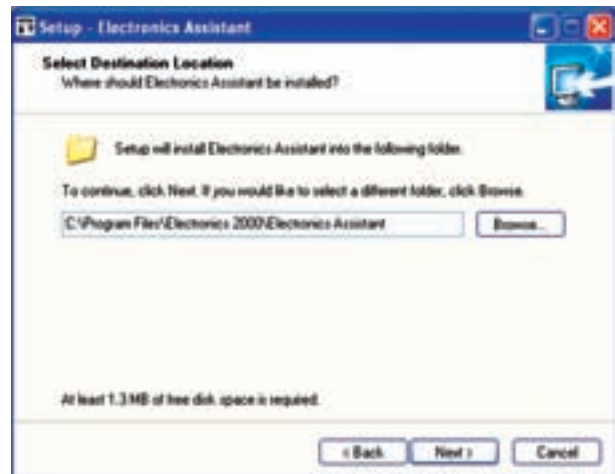 Setup - Electronics Assistant
Select Destination Location
Where should Electronics Assistant be installed?
Setup will install Electronics Assistant into the following folder.
To continue, click Next. If you would like to select a different folder, click Browse.
C:\Program Files\Electronics 2000\Electronics Assistant
Browse...
At least 1.3 MB of free disk space is required.
< Back
Next >
Cancel